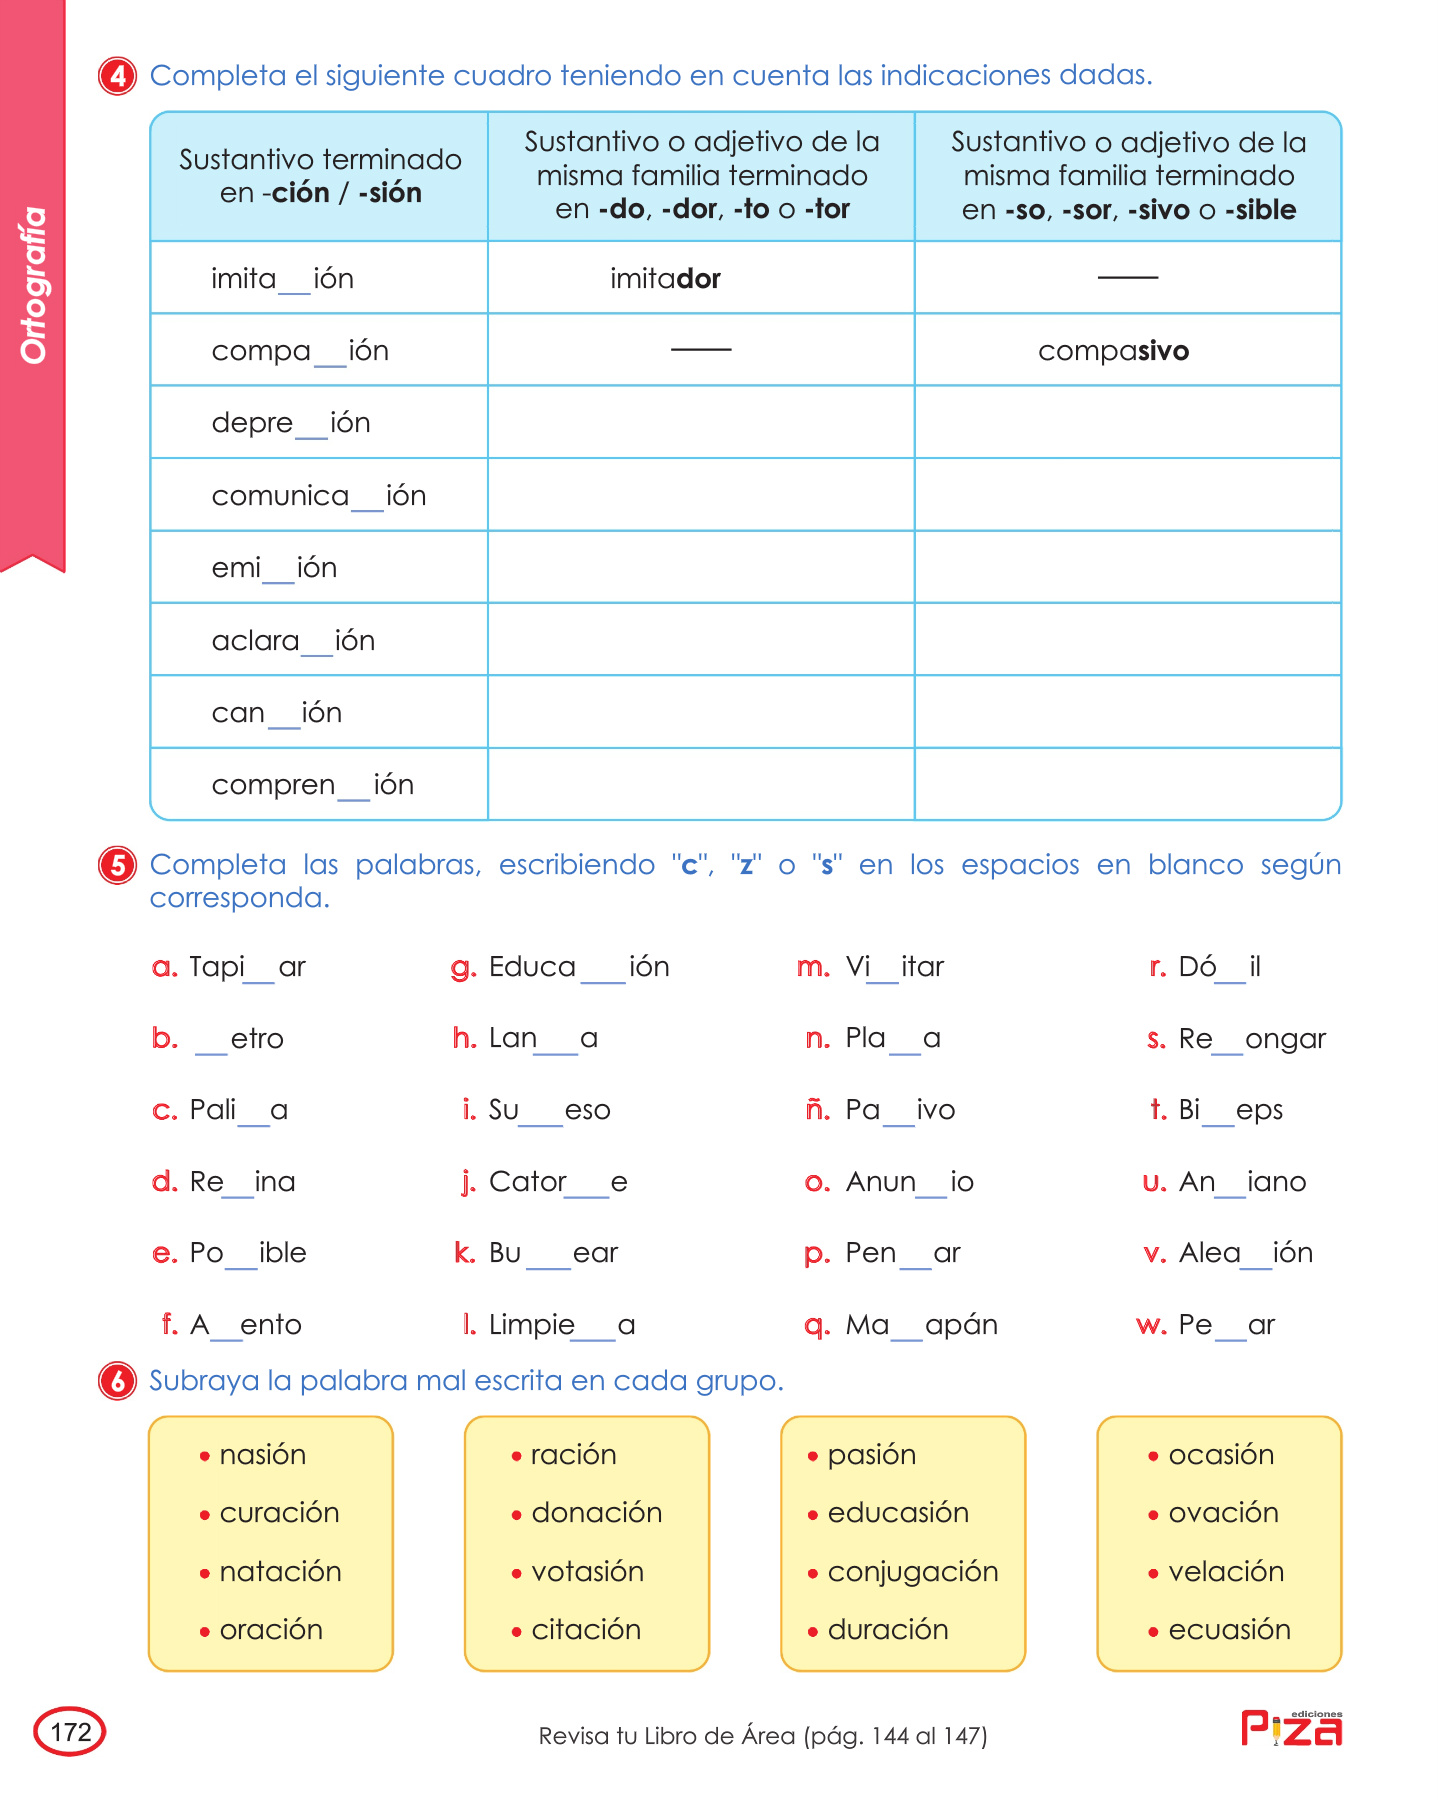 Ortografía
4 Completa el siguiente cuadro teniendo en cuenta las indicaciones dadas.
Sustantivo terminado
en -ción / -sión
Sustantivo o adjetivo de la
misma familia terminado
en -do, -dor, -to o -tor
Sustantivo o adjetivo de la
misma familia terminado
en -so, -sor, -sivo o -sible
imita__ión imitador ——
compa__ión —— compasivo
depre__ión
comunica__ión
emi__ión
aclara__ión
can__ión
compren__ión
5 Completa las palabras, escribiendo "c", "z" o "s" en los espacios en blanco según
corresponda.
a. Tapi__ar g. Educa___ión m. Vi__itar r. Dó__il
b. __etro h. Lan___a n. Pla__a s. Re__ongar
c. Pali__a i. Su___eso ñ. Pa__ivo t. Bi__eps
d. Re__ina j. Cator___e o. Anun__io u. An__iano
e. Po__ible k. Bu___ear p. Pen__ar v. Alea__ión
f. A__ento l. Limpie___a q. Ma__apán w. Pe__ar
6 Subraya la palabra mal escrita en cada grupo.
• nasión • ración • pasión • ocasión
• curación • donación • educasión • ovación
• natación • votasión • conjugación • velación
• oración • citación • duración • ecuasión
172
Revisa tu Libro de Área (pág. 144 al 147)
ediciones
Piza